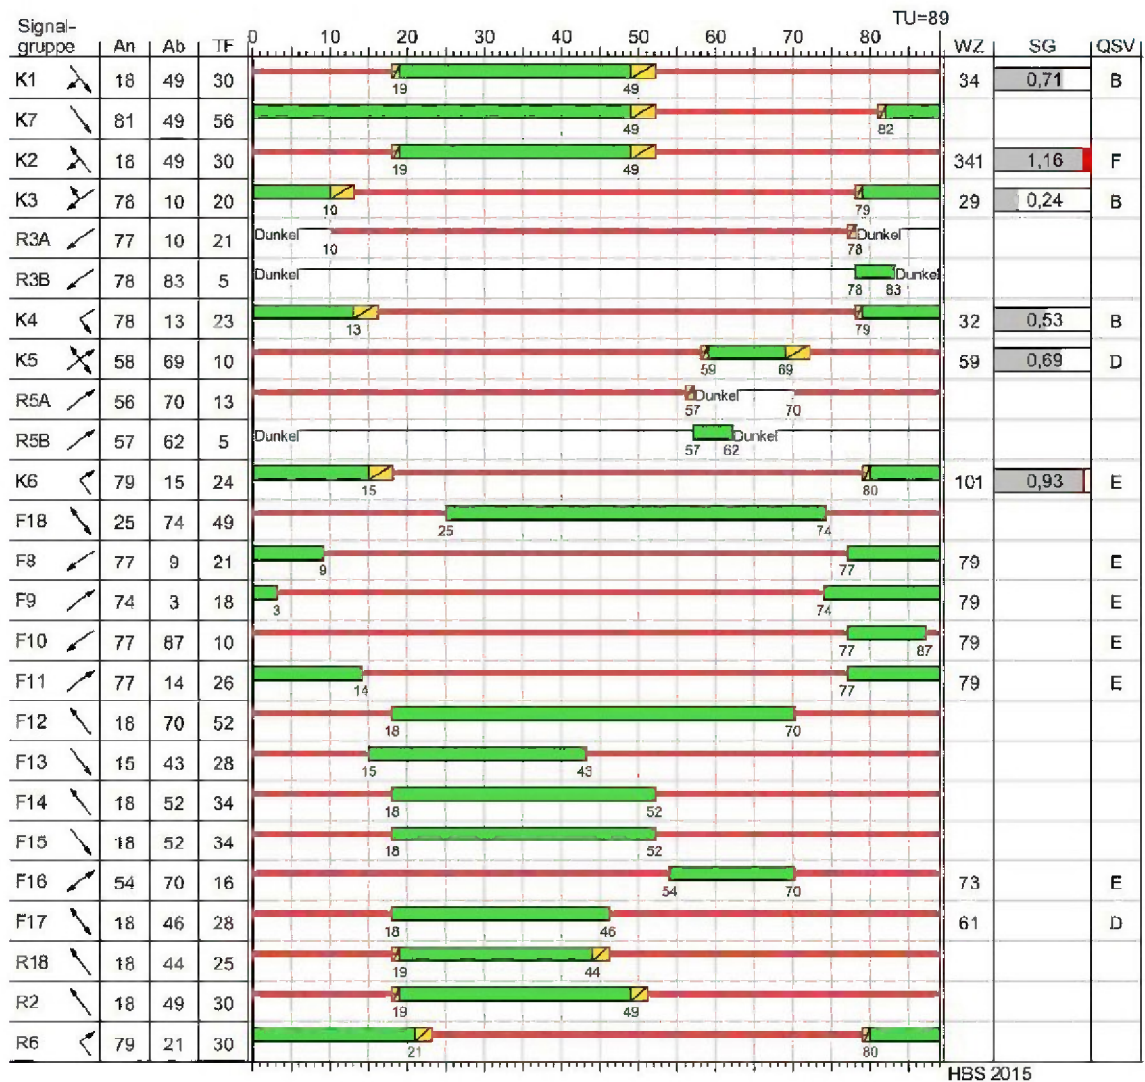 TU=89
Signal-
gruppe An Ab TF 0 10 20 30 40 50 60 70 80 WZ SG QSV
K1 18 49 30 19 49 34 0,71 B
K7 81 49 56 49 82
K2 18 49 30 19 49 341 1,16 F
K3 78 10 20 10 79 29 0,24 B
R3A 77 10 21 Dunkel 10 78 Dunkel
R3B 78 83 5 Dunkel 78 83 Dunkel
K4 78 13 23 13 79 32 0,53 B
K5 58 69 10 59 69 59 0,69 D
R5A 56 70 13 57 Dunkel 70
R5B 57 62 5 Dunkel 57 62 Dunkel
K6 79 15 24 15 80 101 0,93 E
F18 25 74 49 25 74
F8 77 9 21 9 77 79 E
F9 74 3 18 3 74 79 E
F10 77 87 10 77 87 79 E
F11 77 14 26 14 77 79 E
F12 18 70 52 18 70
F13 15 43 28 15 43
F14 18 52 34 18 52
F15 18 52 34 18 52
F16 54 70 16 54 70 73 E
F17 18 46 28 18 46 61 D
R18 18 44 25 19 44
R2 18 49 30 19 49
R6 79 21 30 21 80
HBS 2015